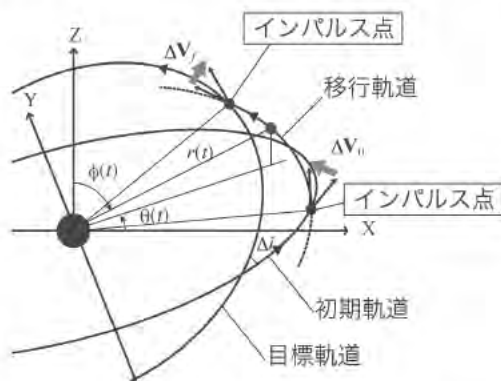 Z
ΔV_f
インパルス点
移行軌道
Y
r(t)
ΔV_0
φ(t)
θ(t)
インパルス点
X
Δi
初期軌道
目標軌道